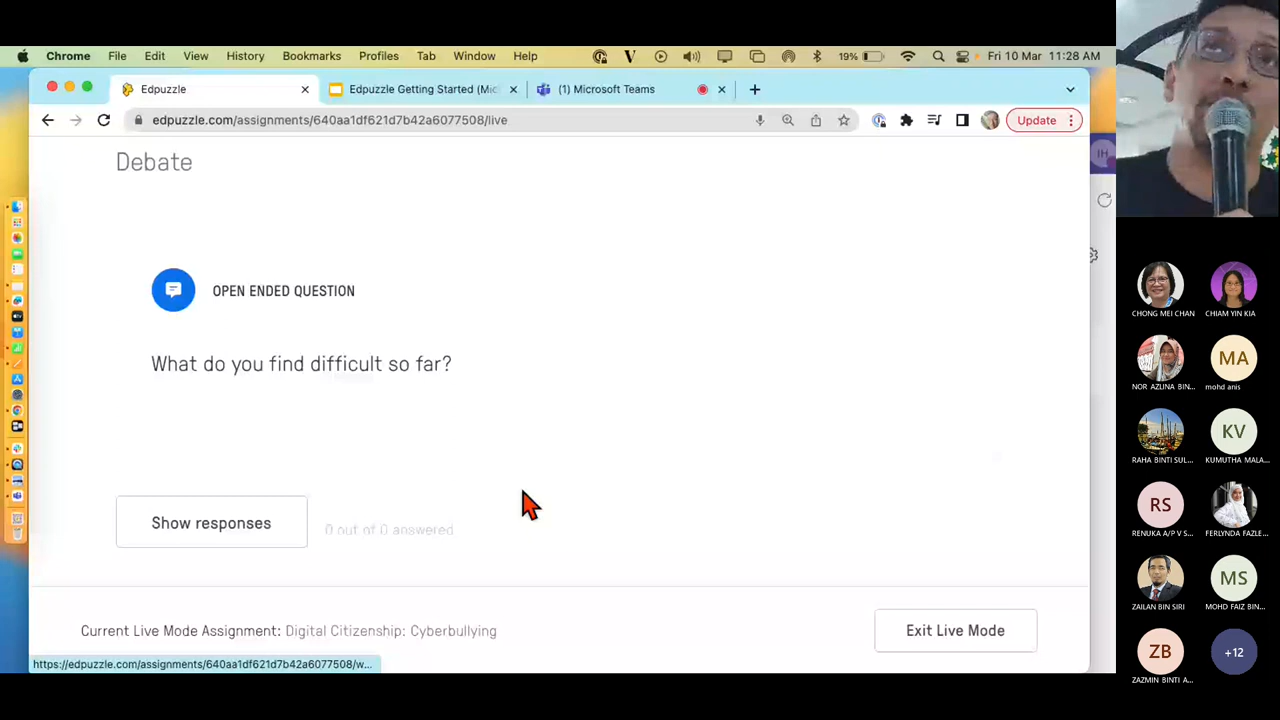 Chrome File Edit View History Bookmarks Profiles Tab Window Help V 19% Fri 10 Mar 11:28 AM
Edpuzzle
Edpuzzle Getting Started (Mic
(1) Microsoft Teams
edpuzzle.com/assignments/640aa1df621d7b42a6077508/live
Update
Debate
OPEN ENDED QUESTION
What do you find difficult so far?
Show responses
0 out of 0 answered
Current Live Mode Assignment: Digital Citizenship: Cyberbullying
Exit Live Mode
https://edpuzzle.com/assignments/640aa1df621d7b42a6077508/w...
IH
CHONG MEI CHAN
CHIAM YIN KIA
NOR AZLINA BIN...
MA
mohd anis
RAHA BINTI SUL...
KV
KUMUTHA MALA...
RS
RENUKA A/P V S...
FERLYNDA FAZLE...
ZAILAN BIN SIRI
MS
MOHD FAIZ BIN...
ZB
ZAZMIN BINTI A...
+12